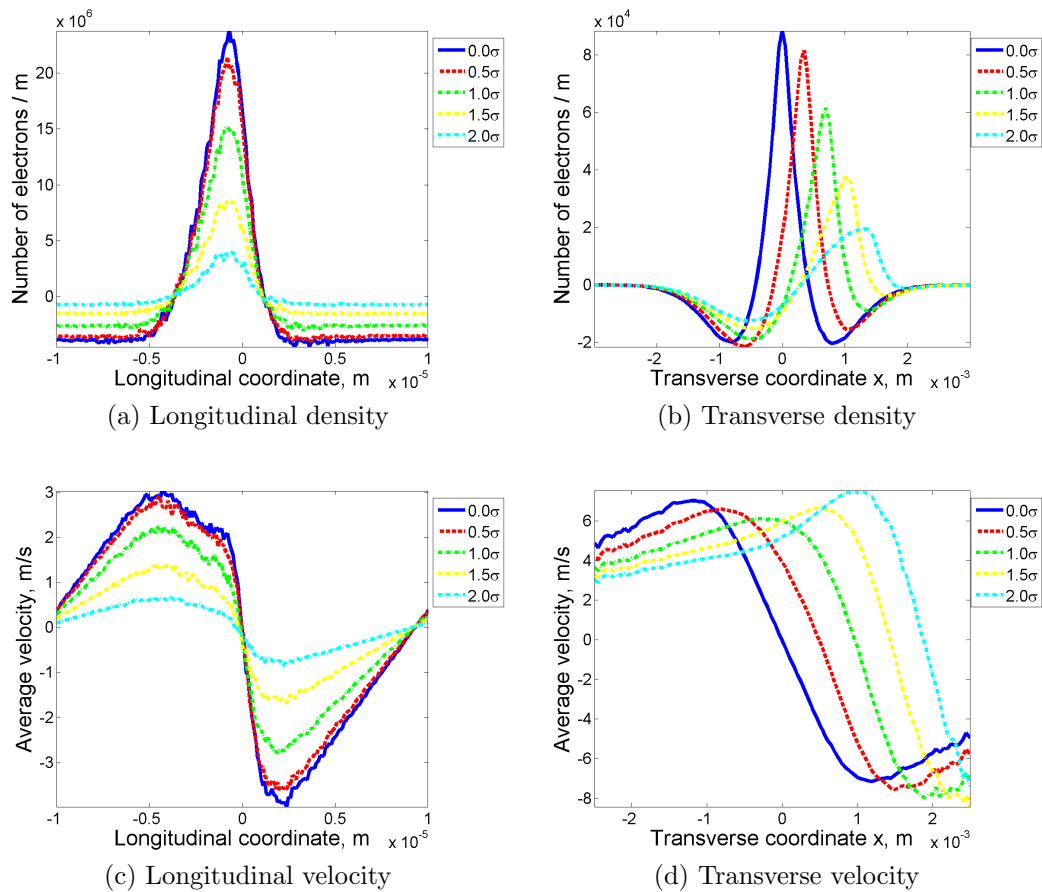 x 10⁶
Number of electrons / m
20
15
10
5
0
-1 -0.5 0 0.5 1
Longitudinal coordinate, m x 10⁻⁵
0.0σ
0.5σ
1.0σ
1.5σ
2.0σ
(a) Longitudinal density
x 10⁴
Number of electrons / m
8
6
4
2
0
-2
-2 0 2
Transverse coordinate x, m x 10⁻³
0.0σ
0.5σ
1.0σ
1.5σ
2.0σ
(b) Transverse density
Average velocity, m/s
3
2
1
0
-1
-2
-3
-1 -0.5 0 0.5 1
Longitudinal coordinate, m x 10⁻⁵
0.0σ
0.5σ
1.0σ
1.5σ
2.0σ
(c) Longitudinal velocity
Average velocity, m/s
6
4
2
0
-2
-4
-6
-8
-2 -1 0 1 2
Transverse coordinate x, m x 10⁻³
0.0σ
0.5σ
1.0σ
1.5σ
2.0σ
(d) Transverse velocity